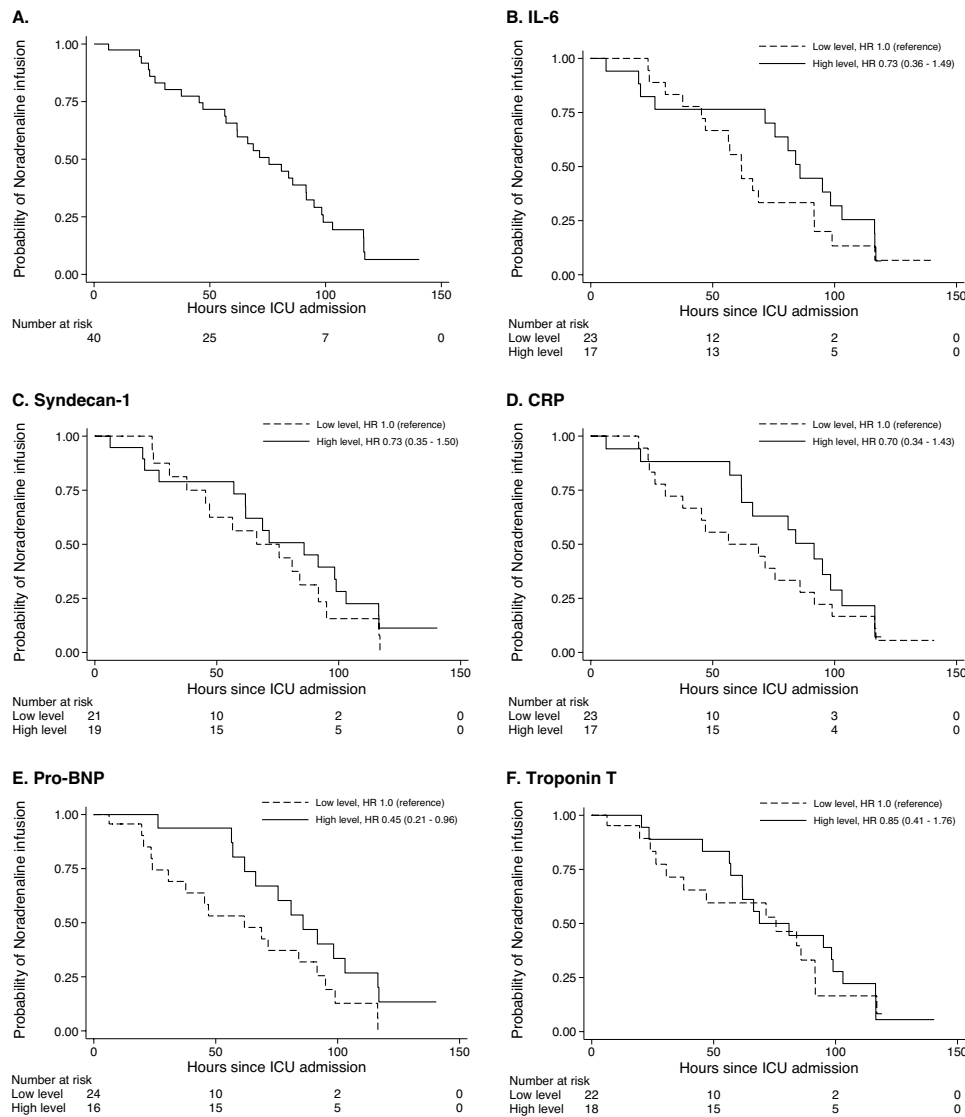 A.
Probability of Noradrenaline infusion
1.00
0.75
0.50
0.25
0.00
0 50 100 150
Hours since ICU admission
Number at risk
40 25 7 0
B. IL-6
Probability of Noradrenaline infusion
Low level, HR 1.0 (reference)
High level, HR 0.73 (0.36 - 1.49)
1.00
0.75
0.50
0.25
0.00
0 50 100 150
Hours since ICU admission
Number at risk
Low level 23 12 2 0
High level 17 13 5 0
C. Syndecan-1
Probability of Noradrenaline infusion
Low level, HR 1.0 (reference)
High level, HR 0.73 (0.35 - 1.50)
1.00
0.75
0.50
0.25
0.00
0 50 100 150
Hours since ICU admission
Number at risk
Low level 21 10 2 0
High level 19 15 5 0
D. CRP
Probability of Noradrenaline infusion
Low level, HR 1.0 (reference)
High level, HR 0.70 (0.34 - 1.43)
1.00
0.75
0.50
0.25
0.00
0 50 100 150
Hours since ICU admission
Number at risk
Low level 23 10 3 0
High level 17 15 4 0
E. Pro-BNP
Probability of Noradrenaline infusion
Low level, HR 1.0 (reference)
High level, HR 0.45 (0.21 - 0.96)
1.00
0.75
0.50
0.25
0.00
0 50 100 150
Hours since ICU admission
Number at risk
Low level 24 10 2 0
High level 16 15 5 0
F. Troponin T
Probability of Noradrenaline infusion
Low level, HR 1.0 (reference)
High level, HR 0.85 (0.41 - 1.76)
1.00
0.75
0.50
0.25
0.00
0 50 100 150
Hours since ICU admission
Number at risk
Low level 22 10 2 0
High level 18 15 5 0